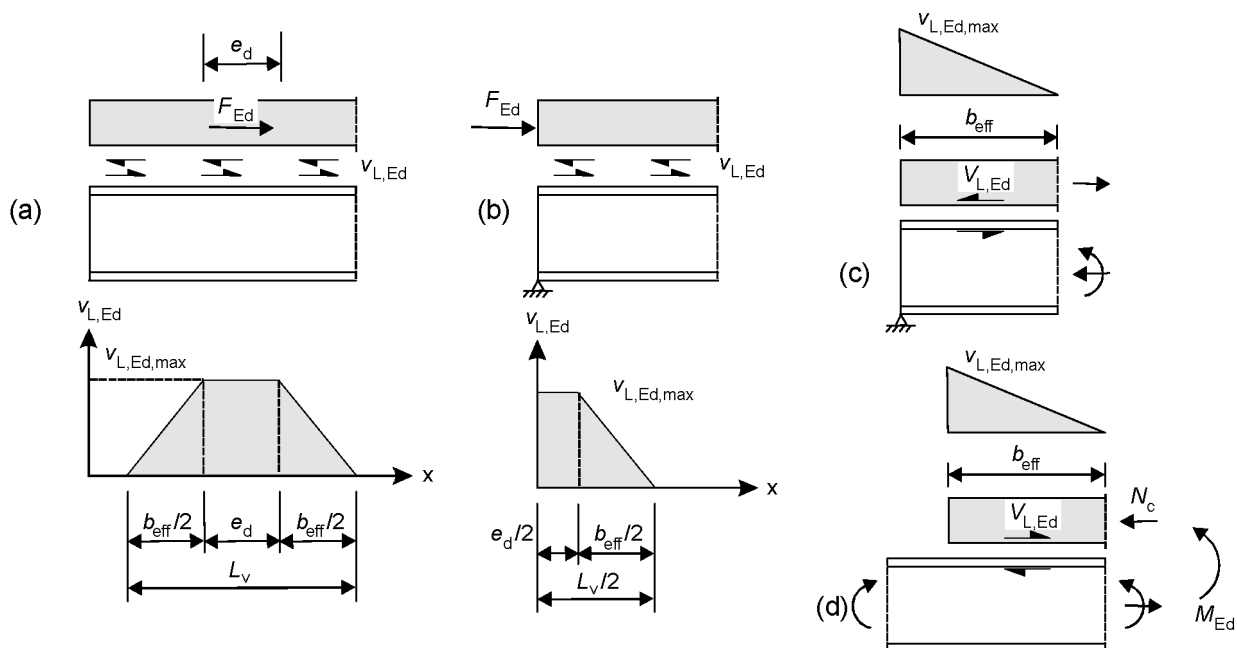 e_d
F_Ed
v_L,Ed
(a)
v_L,Ed
v_L,Ed,max
x
b_eff/2
e_d
b_eff/2
L_v
F_Ed
v_L,Ed
(b)
v_L,Ed
v_L,Ed,max
x
e_d/2
b_eff/2
L_v/2
v_L,Ed,max
b_eff
V_L,Ed
(c)
v_L,Ed,max
b_eff
N_c
V_L,Ed
(d)
M_Ed